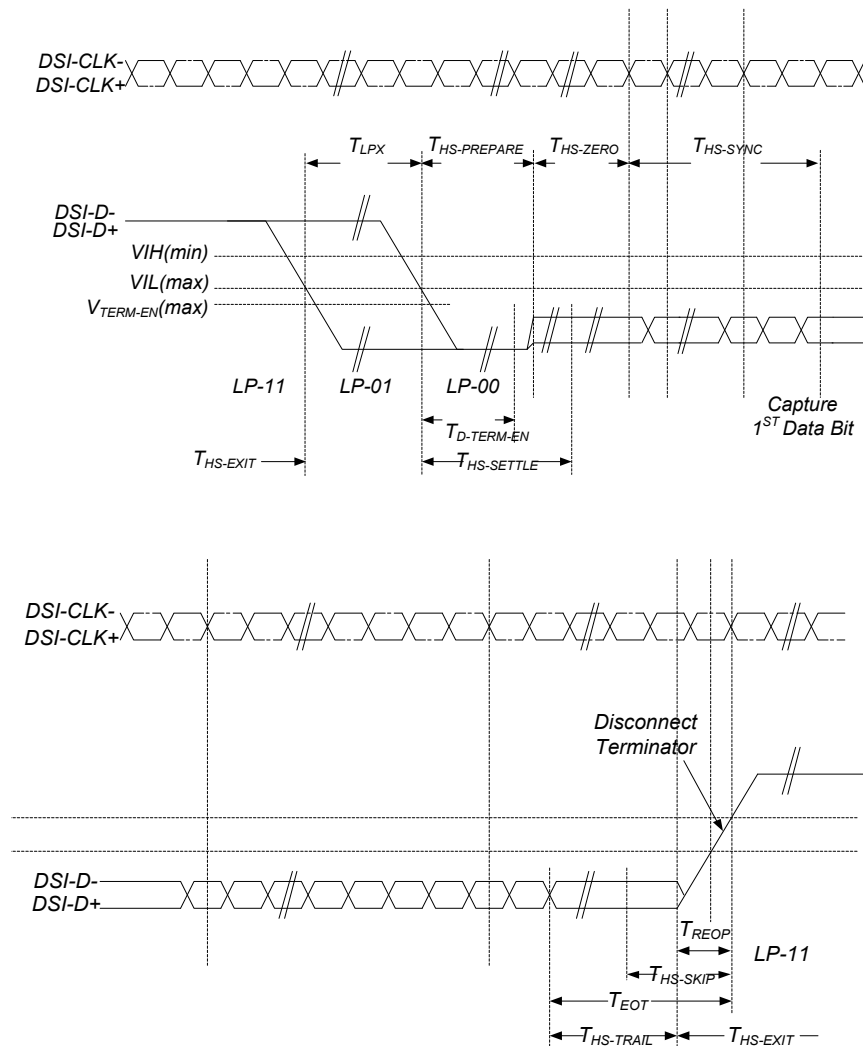 DSI-CLK-
DSI-CLK+
TLPX THS-PREPARE THS-ZERO THS-SYNC
DSI-D-
DSI-D+
VIH(min)
VIL(max)
VTERM-EN(max)
LP-11 LP-01 LP-00
Capture
1ST Data Bit
TD-TERM-EN
THS-EXIT THS-SETTLE
DSI-CLK-
DSI-CLK+
Disconnect
Terminator
DSI-D-
DSI-D+
TREOP
LP-11
THS-SKIP
TEOT
THS-TRAIL THS-EXIT